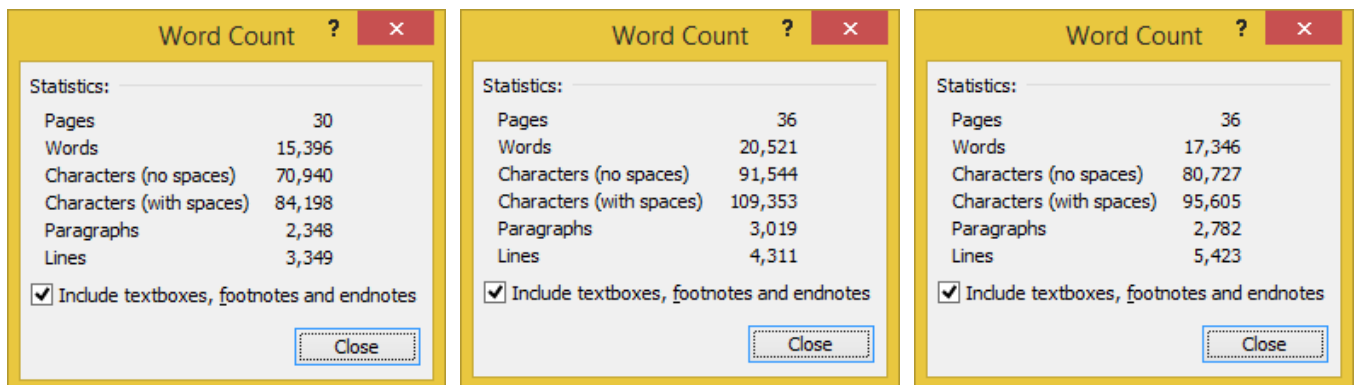 Word Count ? ×
Statistics:
Pages 30
Words 15,396
Characters (no spaces) 70,940
Characters (with spaces) 84,198
Paragraphs 2,348
Lines 3,349
Include textboxes, footnotes and endnotes
Close
Word Count ? ×
Statistics:
Pages 36
Words 20,521
Characters (no spaces) 91,544
Characters (with spaces) 109,353
Paragraphs 3,019
Lines 4,311
Include textboxes, footnotes and endnotes
Close
Word Count ? ×
Statistics:
Pages 36
Words 17,346
Characters (no spaces) 80,727
Characters (with spaces) 95,605
Paragraphs 2,782
Lines 5,423
Include textboxes, footnotes and endnotes
Close